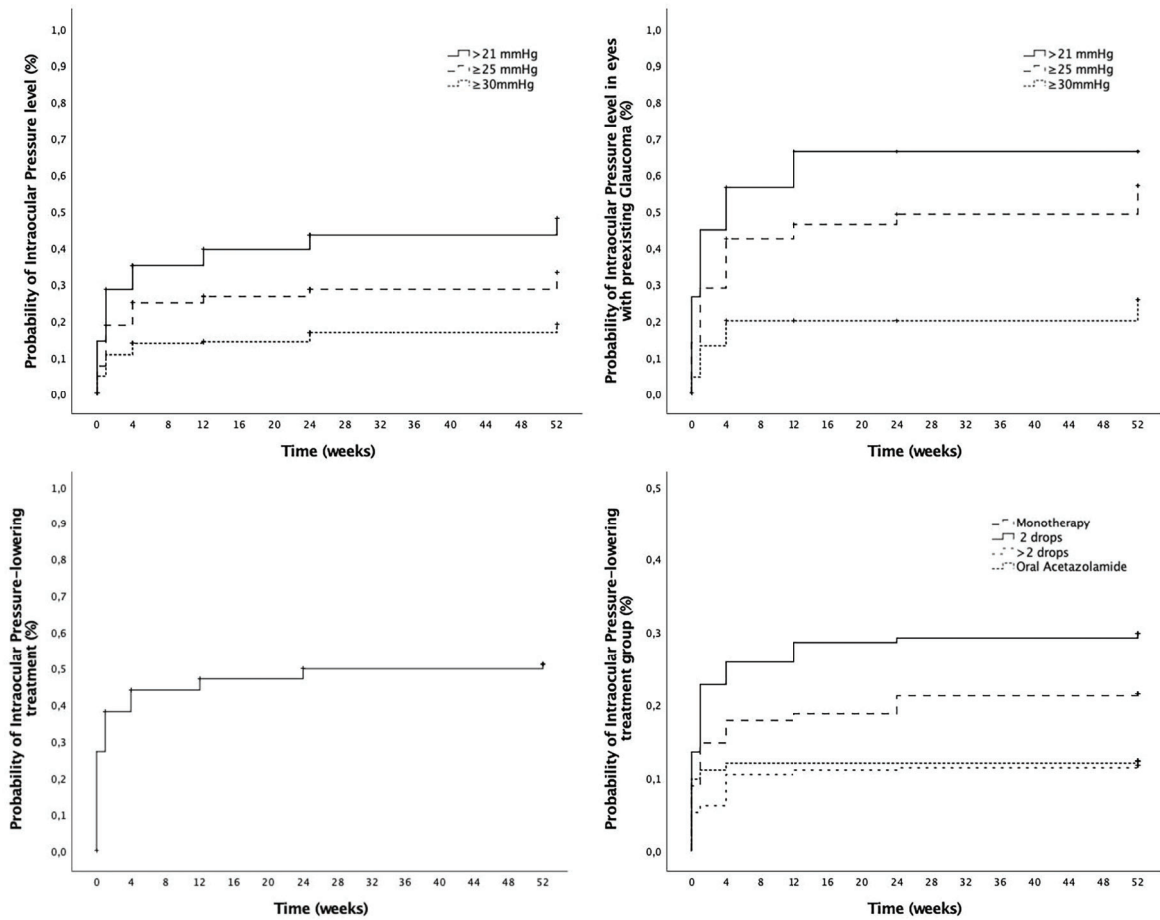 Probability of Intraocular Pressure level (%)
1,0
0,9
0,8
0,7
0,6
0,5
0,4
0,3
0,2
0,1
0,0
>21 mmHg
≥25 mmHg
≥30mmHg
0 4 8 12 16 20 24 28 32 36 40 44 48 52
Time (weeks)
Probability of Intraocular Pressure level in eyes
with preexisting Glaucoma (%)
1,0
0,9
0,8
0,7
0,6
0,5
0,4
0,3
0,2
0,1
0,0
>21 mmHg
≥25 mmHg
≥30mmHg
0 4 8 12 16 20 24 28 32 36 40 44 48 52
Time (weeks)
Probability of Intraocular Pressure-lowering
treatment (%)
1,0
0,9
0,8
0,7
0,6
0,5
0,4
0,3
0,2
0,1
0,0
0 4 8 12 16 20 24 28 32 36 40 44 48 52
Time (weeks)
Probability of Intraocular Pressure-lowering
treatment group (%)
0,5
0,4
0,3
0,2
0,1
0,0
Monotherapy
2 drops
>2 drops
Oral Acetazolamide
0 4 8 12 16 20 24 28 32 36 40 44 48 52
Time (weeks)